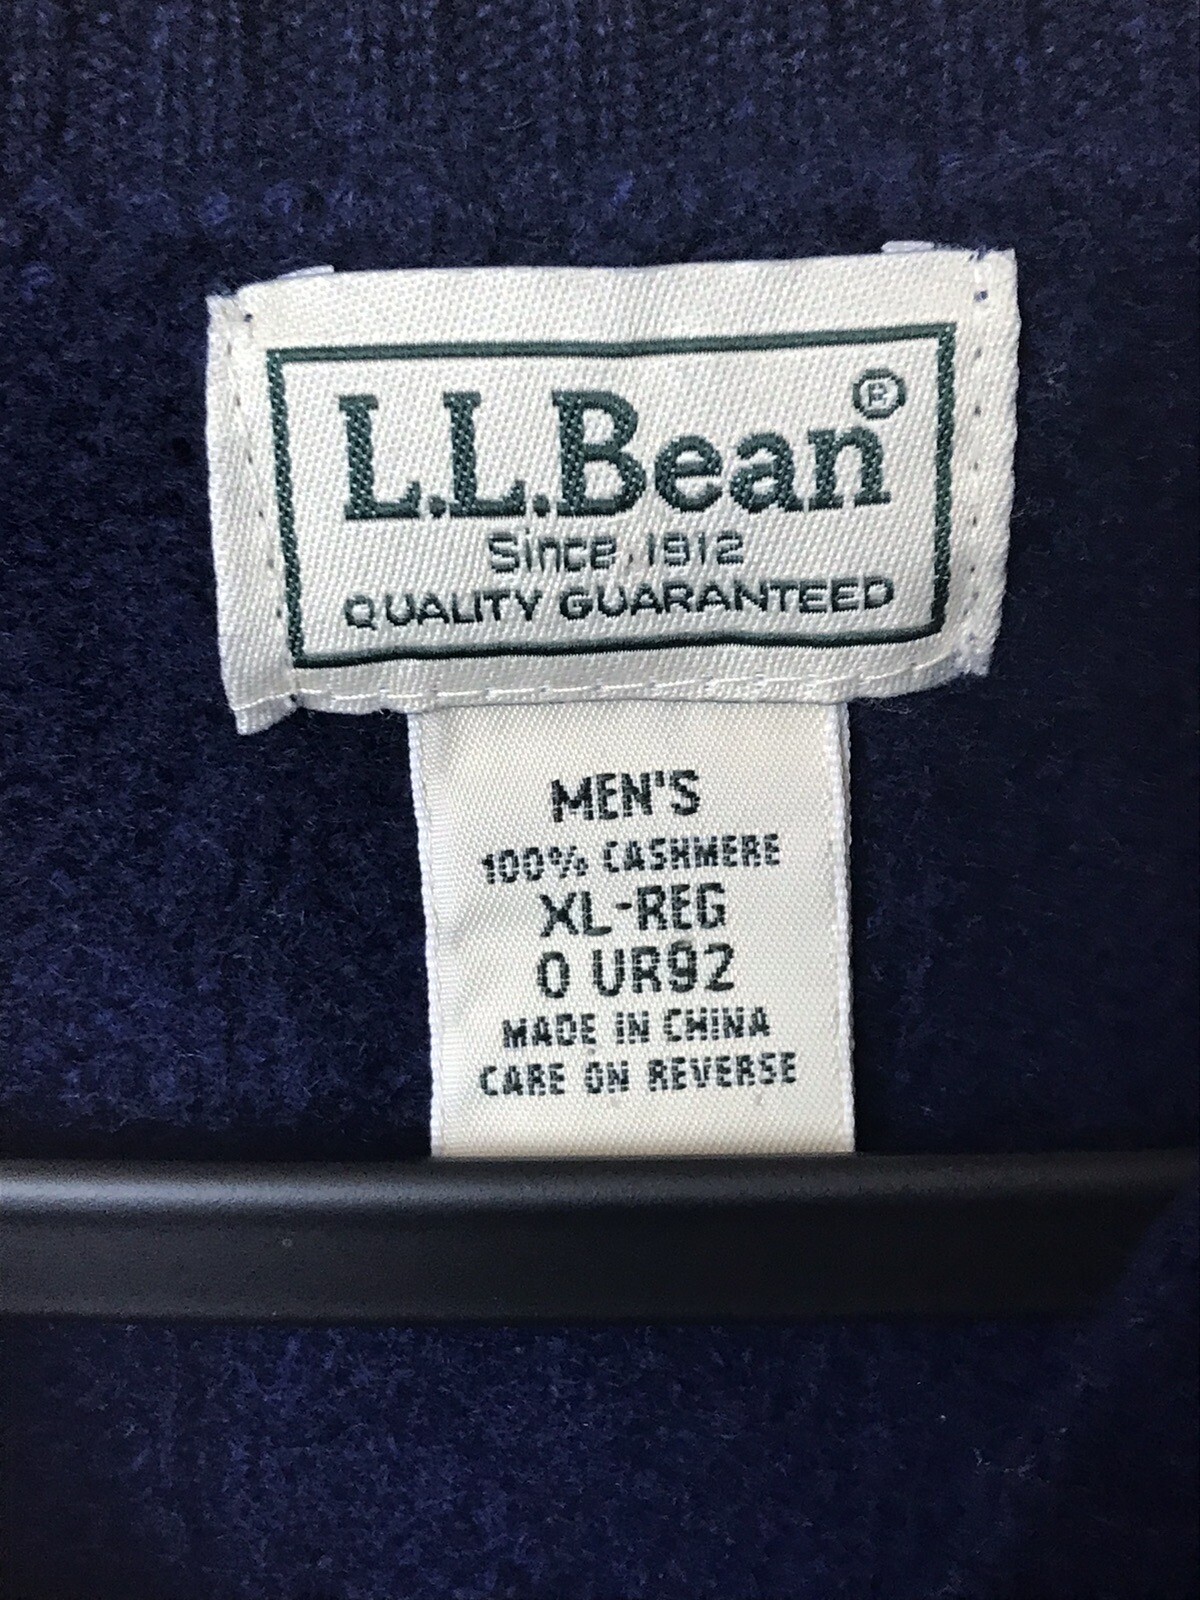 L.L.Bean®
Since 1912
QUALITY GUARANTEED
MEN'S
100% CASHMERE
XL-REG
0 UR92
MADE IN CHINA
CARE ON REVERSE